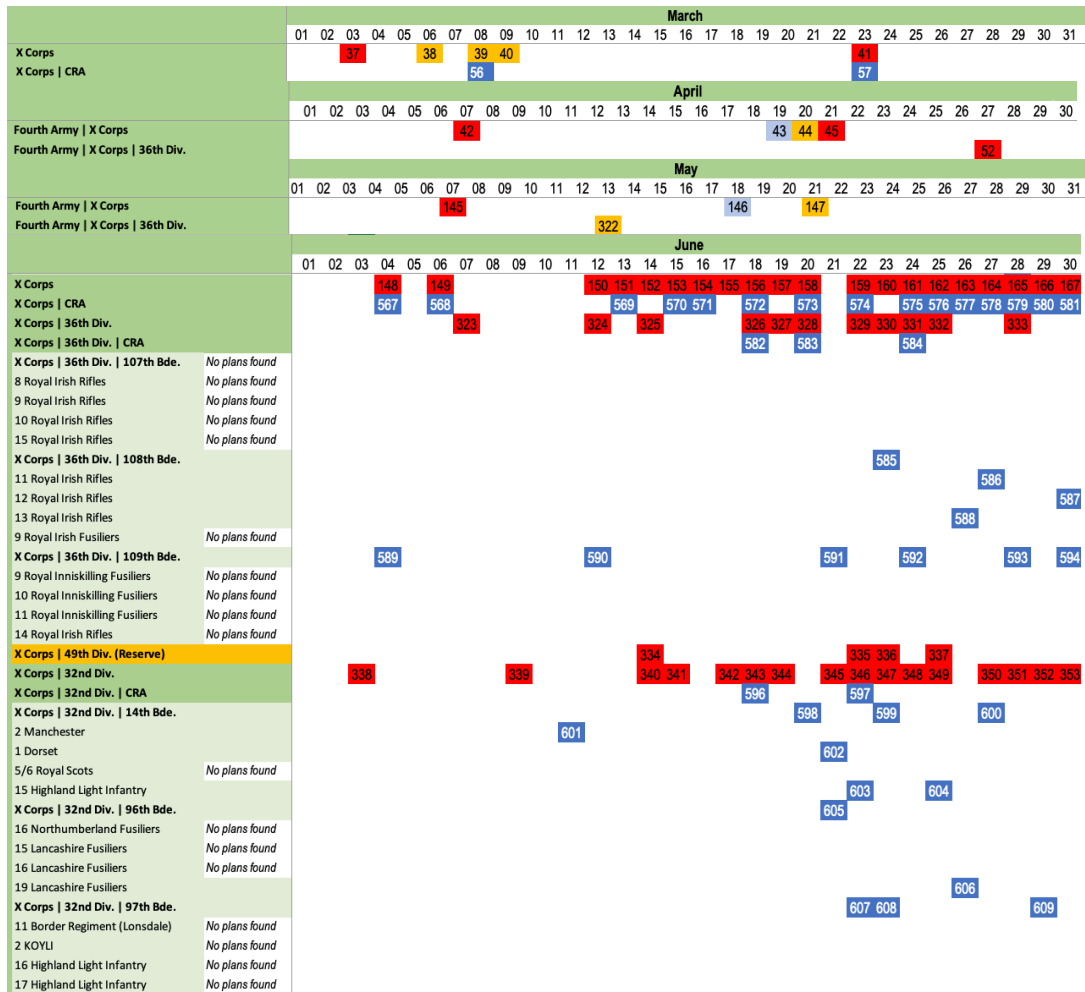 March
01 02 03 04 05 06 07 08 09 10 11 12 13 14 15 16 17 18 19 20 21 22 23 24 25 26 27 28 29 30 31
X Corps 37 38 39 40 41
X Corps | CRA 56 57
April
01 02 03 04 05 06 07 08 09 10 11 12 13 14 15 16 17 18 19 20 21 22 23 24 25 26 27 28 29 30
Fourth Army | X Corps 42 43 44 45
Fourth Army | X Corps | 36th Div. 52
May
01 02 03 04 05 06 07 08 09 10 11 12 13 14 15 16 17 18 19 20 21 22 23 24 25 26 27 28 29 30 31
Fourth Army | X Corps 145 146 147
Fourth Army | X Corps | 36th Div. 322
June
01 02 03 04 05 06 07 08 09 10 11 12 13 14 15 16 17 18 19 20 21 22 23 24 25 26 27 28 29 30
X Corps 148 149 150 151 152 153 154 155 156 157 158 159 160 161 162 163 164 165 166 167
X Corps | CRA 567 568 569 570 571 572 573 574 575 576 577 578 579 580 581
X Corps | 36th Div. 323 324 325 326 327 328 329 330 331 332 333
X Corps | 36th Div. | CRA 582 583 584
X Corps | 36th Div. | 107th Bde. No plans found
8 Royal Irish Rifles No plans found
9 Royal Irish Rifles No plans found
10 Royal Irish Rifles No plans found
15 Royal Irish Rifles No plans found
X Corps | 36th Div. | 108th Bde. 585
11 Royal Irish Rifles 586
12 Royal Irish Rifles 587
13 Royal Irish Rifles 588
9 Royal Irish Fusiliers No plans found
X Corps | 36th Div. | 109th Bde. 589 590 591 592 593 594
9 Royal Inniskilling Fusiliers No plans found
10 Royal Inniskilling Fusiliers No plans found
11 Royal Inniskilling Fusiliers No plans found
14 Royal Irish Rifles No plans found
X Corps | 49th Div. (Reserve) 334 335 336 337
X Corps | 32nd Div. 338 339 340 341 342 343 344 345 346 347 348 349 350 351 352 353
X Corps | 32nd Div. | CRA 596 597
X Corps | 32nd Div. | 14th Bde. 598 599 600
2 Manchester 601
1 Dorset 602
5/6 Royal Scots No plans found
15 Highland Light Infantry 603 604
X Corps | 32nd Div. | 96th Bde. 605
16 Northumberland Fusiliers No plans found
15 Lancashire Fusiliers No plans found
16 Lancashire Fusiliers No plans found
19 Lancashire Fusiliers 606
X Corps | 32nd Div. | 97th Bde. 607 608 609
11 Border Regiment (Lonsdale) No plans found
2 KOYLI No plans found
16 Highland Light Infantry No plans found
17 Highland Light Infantry No plans found